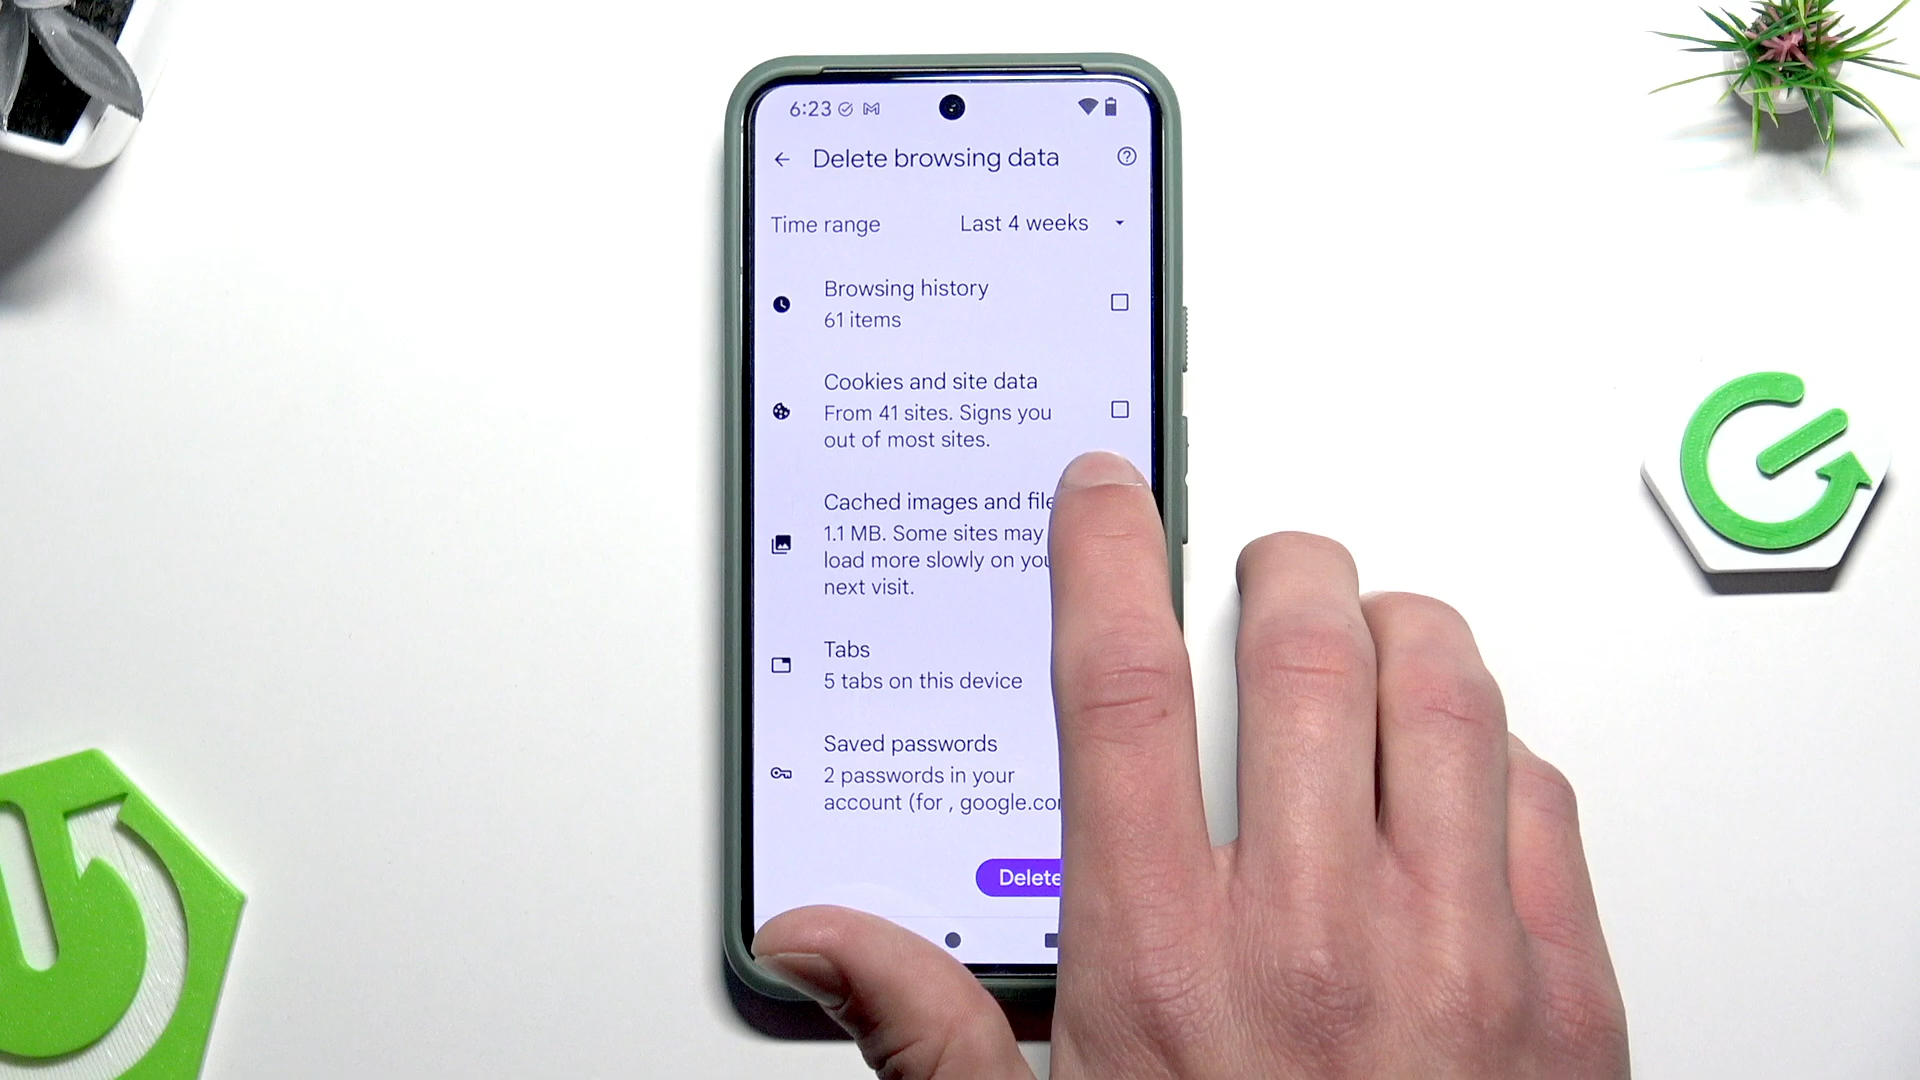 6:23
Delete browsing data
Time range
Last 4 weeks
Browsing history
61 items
Cookies and site data
From 41 sites. Signs you
out of most sites.
Cached images and file
1.1 MB. Some sites may
load more slowly on you
next visit.
Tabs
5 tabs on this device
Saved passwords
2 passwords in your
account (for , google.co
Delete